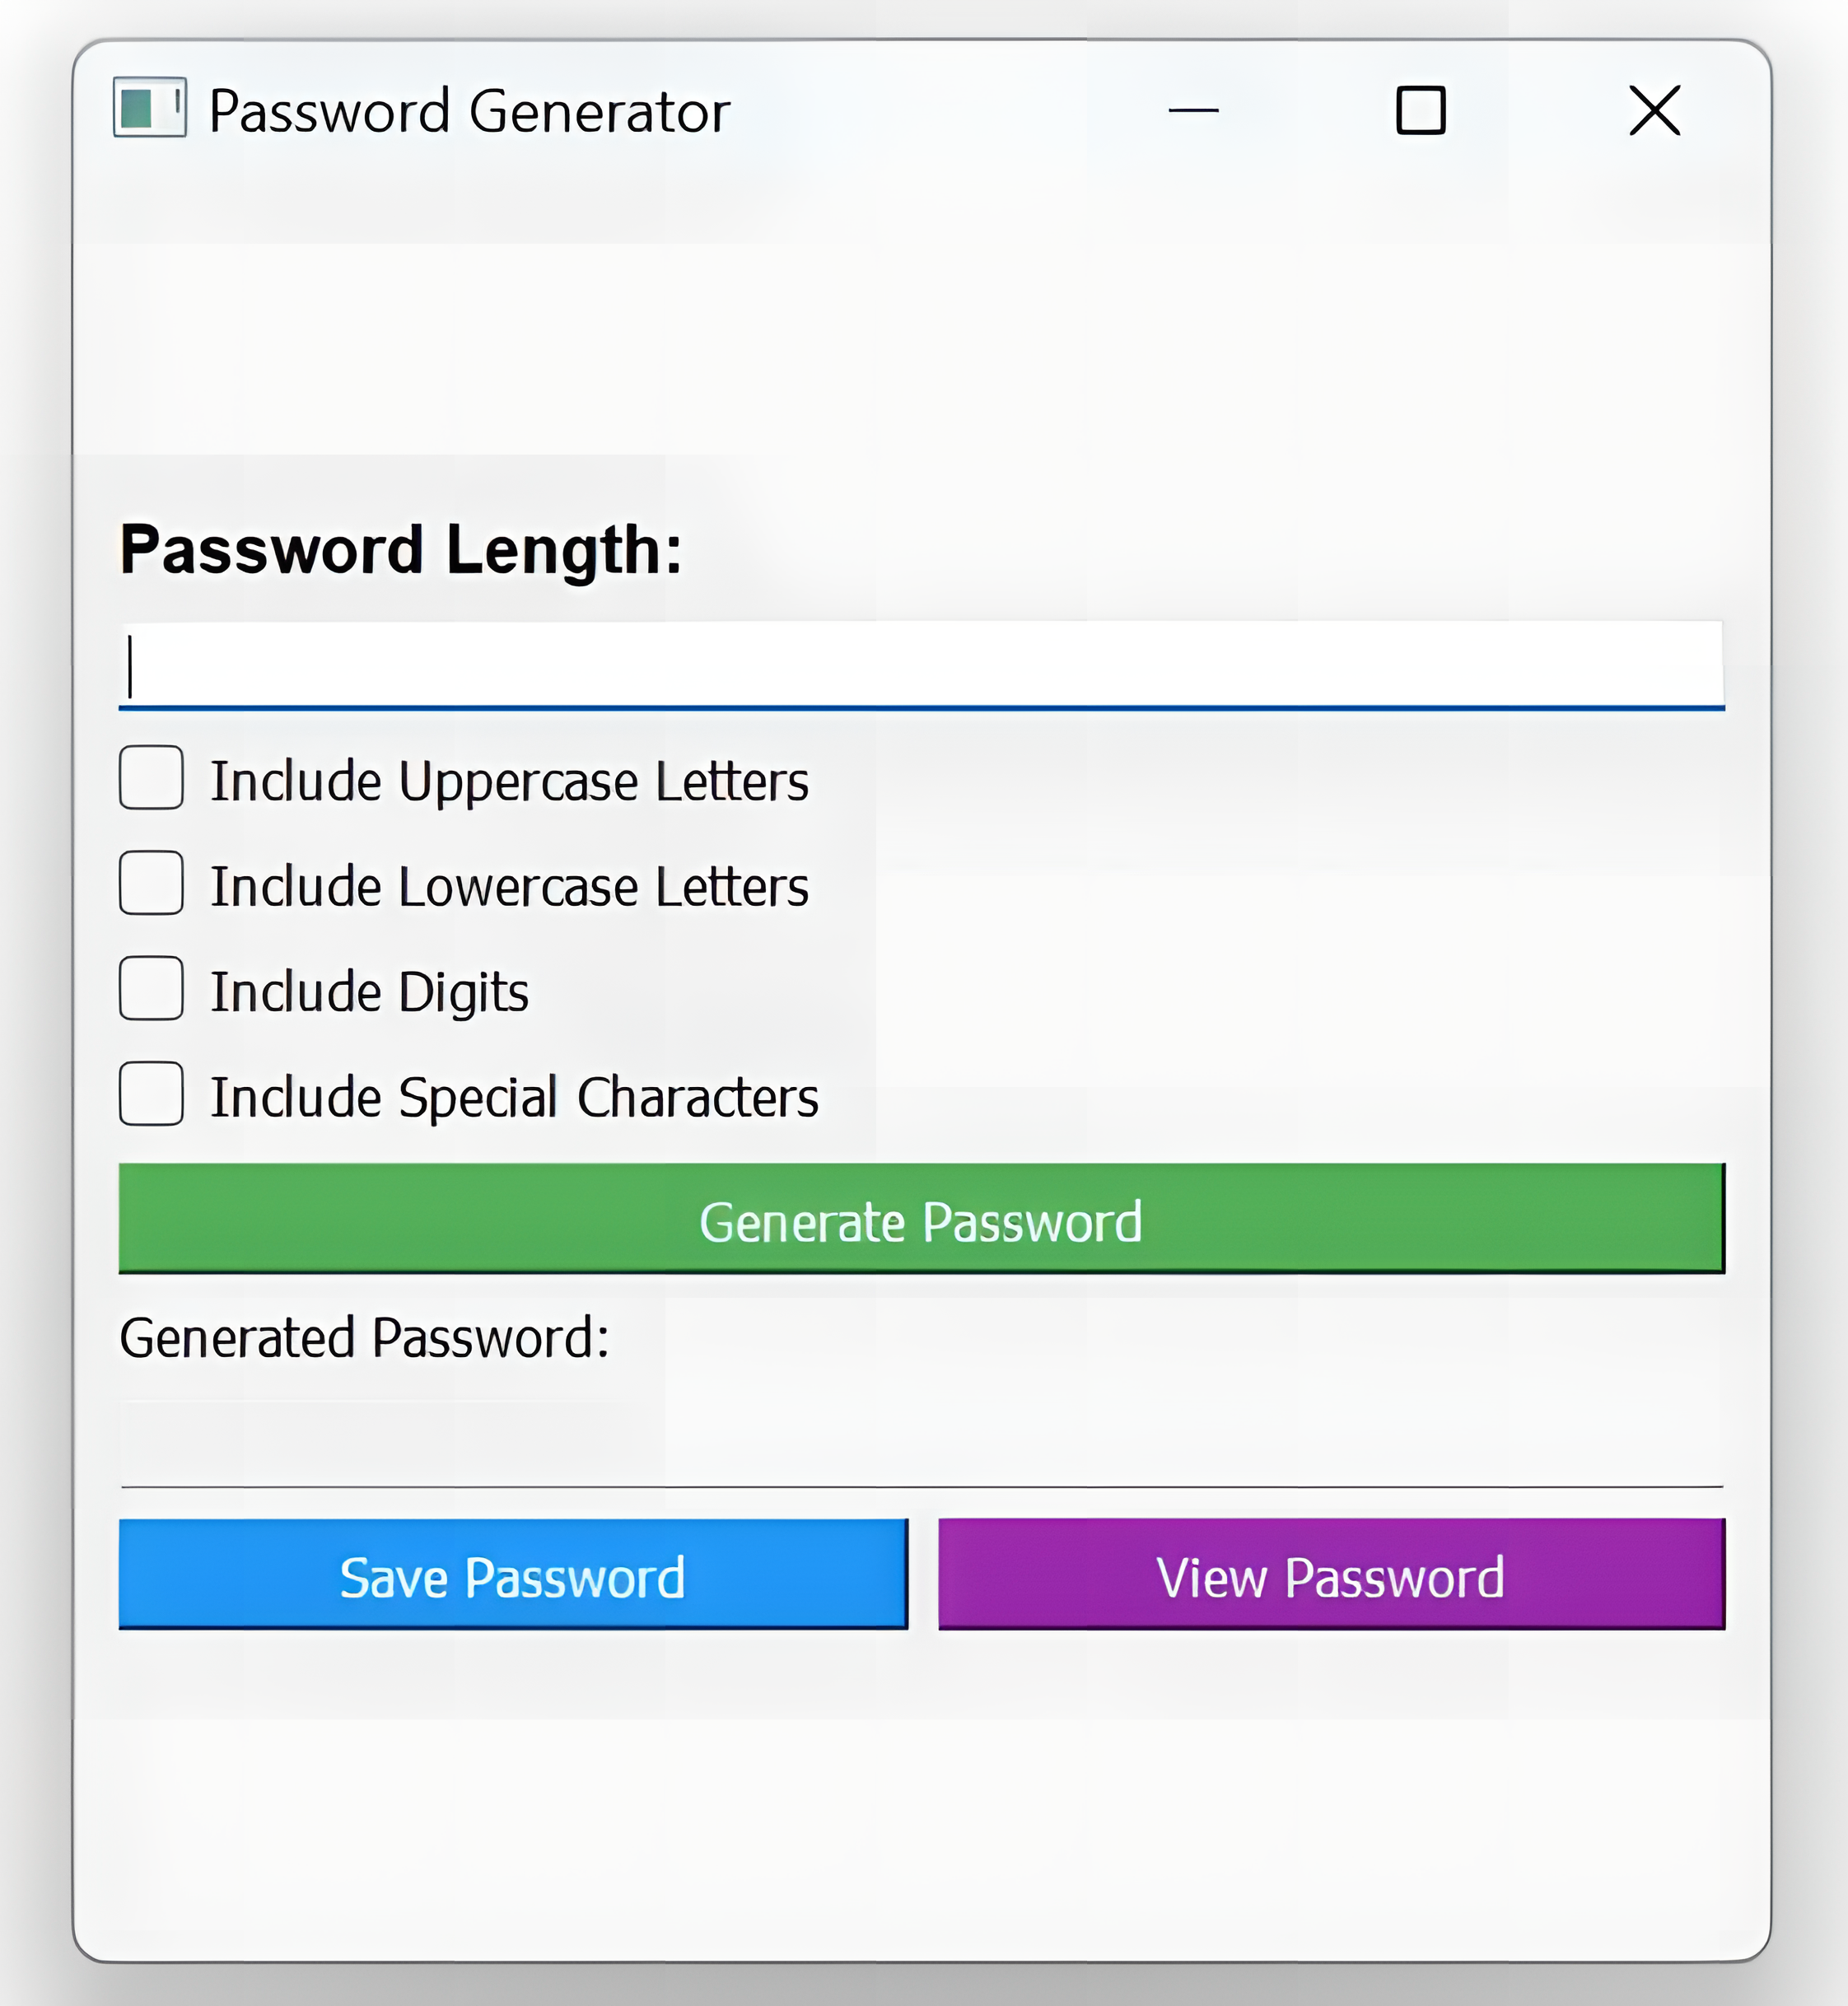 Password Generator
Password Length:
Include Uppercase Letters
Include Lowercase Letters
Include Digits
Include Special Characters
Generate Password
Generated Password:
Save Password
View Password